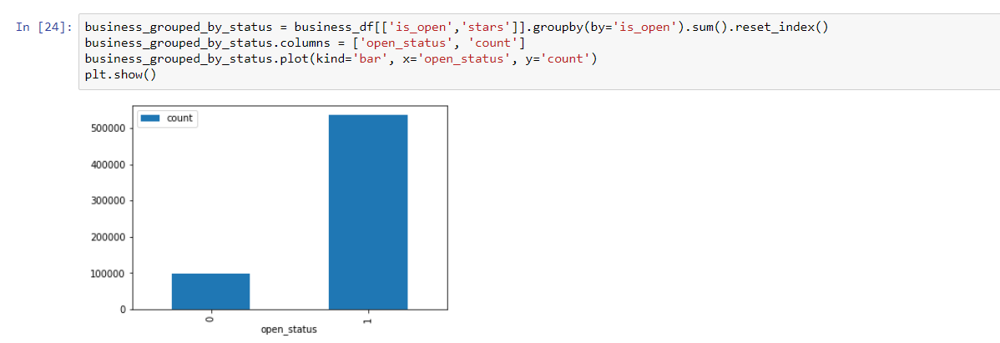 In [24]: business_grouped_by_status = business_df[['is_open','stars']].groupby(by='is_open').sum().reset_index()
business_grouped_by_status.columns = ['open_status', 'count']
business_grouped_by_status.plot(kind='bar', x='open_status', y='count')
plt.show()
count
500000
400000
300000
200000
100000
0
0 1
open_status